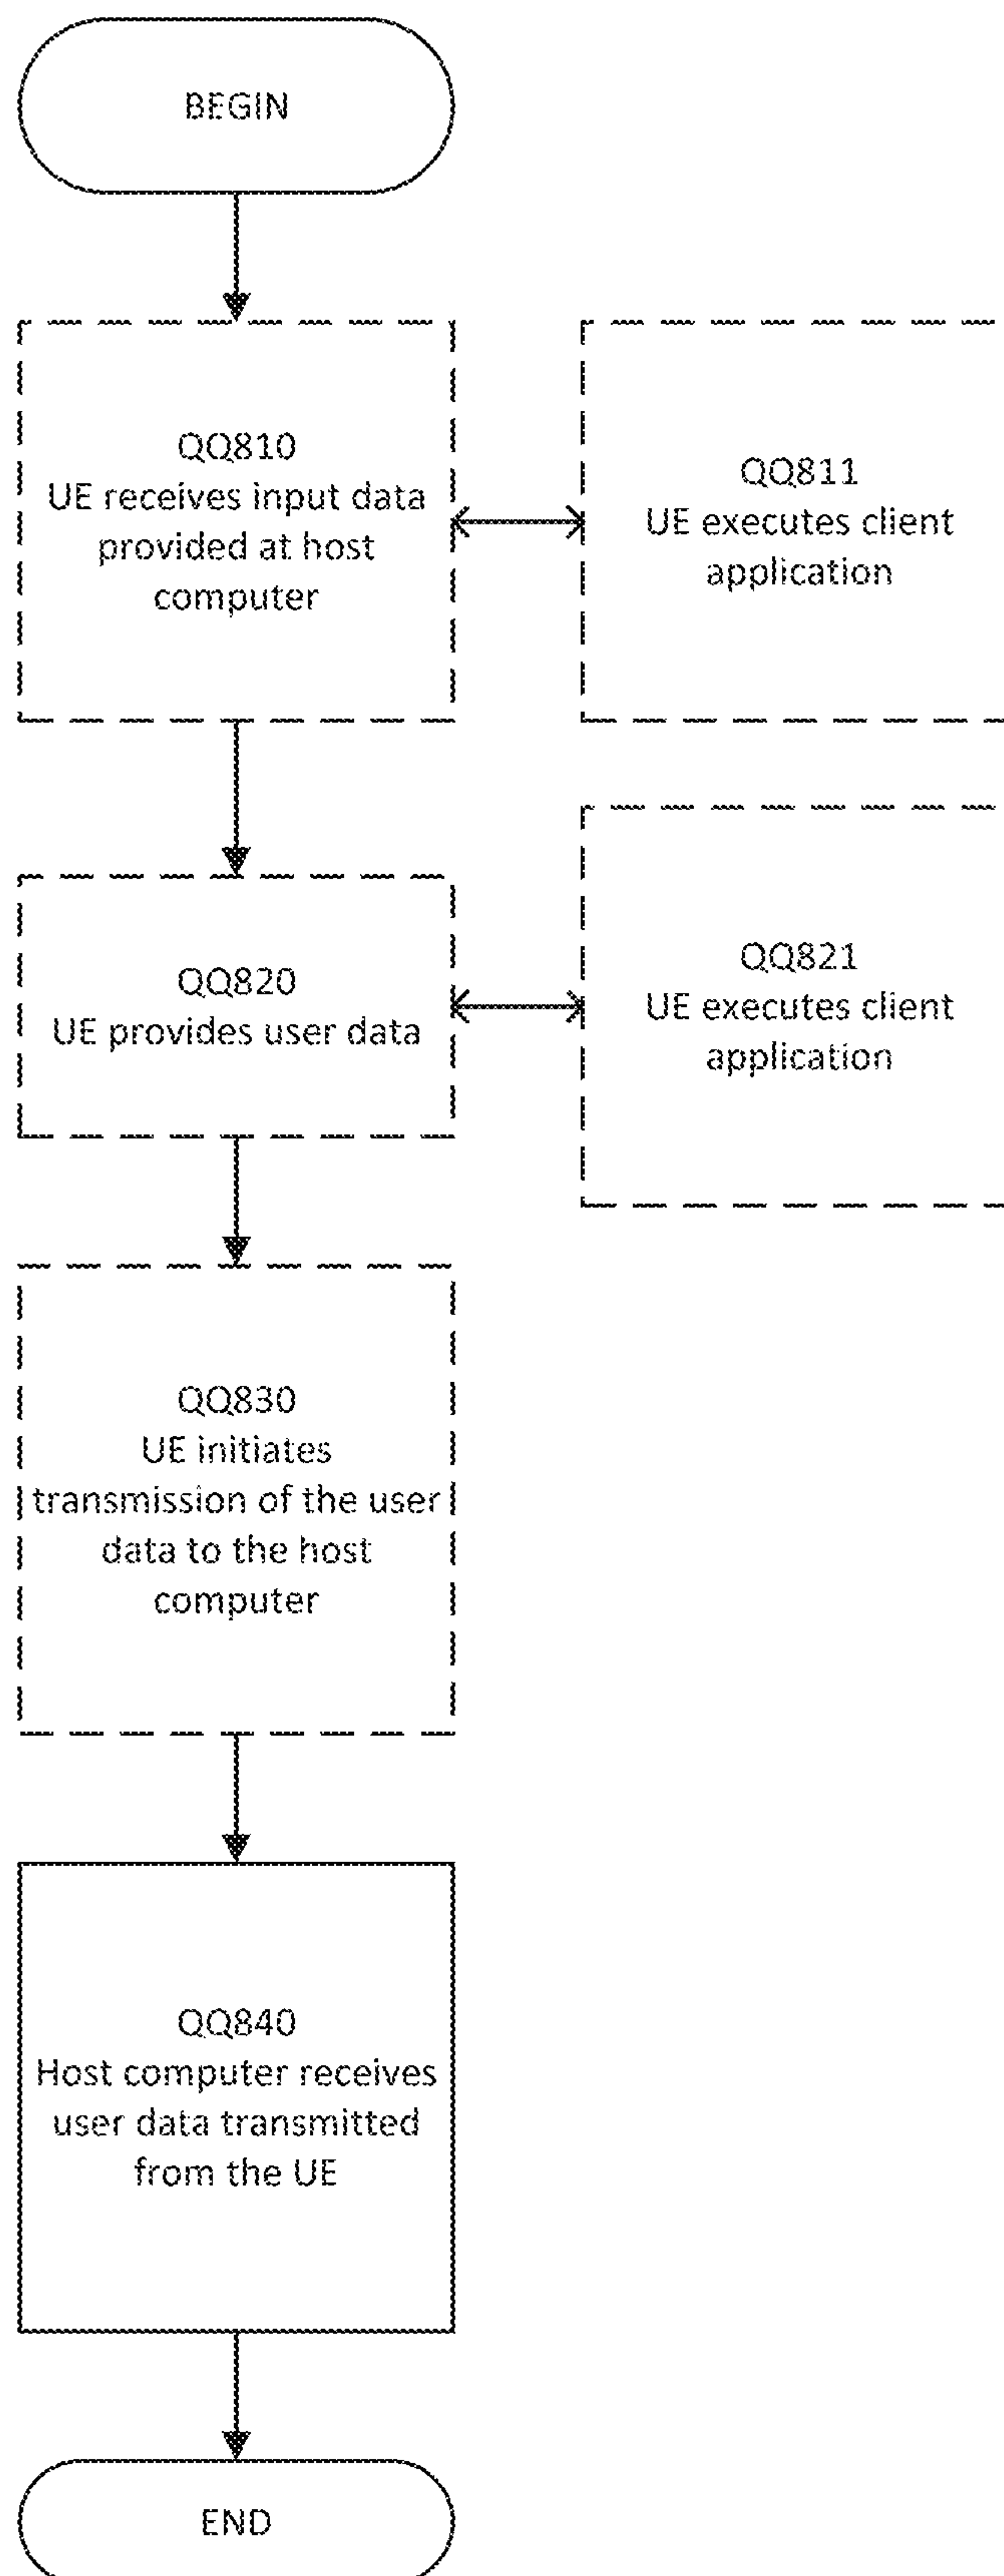 BEGIN
QQ810
UE receives input data
provided at host
computer
QQ811
UE executes client
application
QQ820
UE provides user data
QQ821
UE executes client
application
QQ830
UE initiates
transmission of the user
data to the host
computer
QQ840
Host computer receives
user data transmitted
from the UE
END